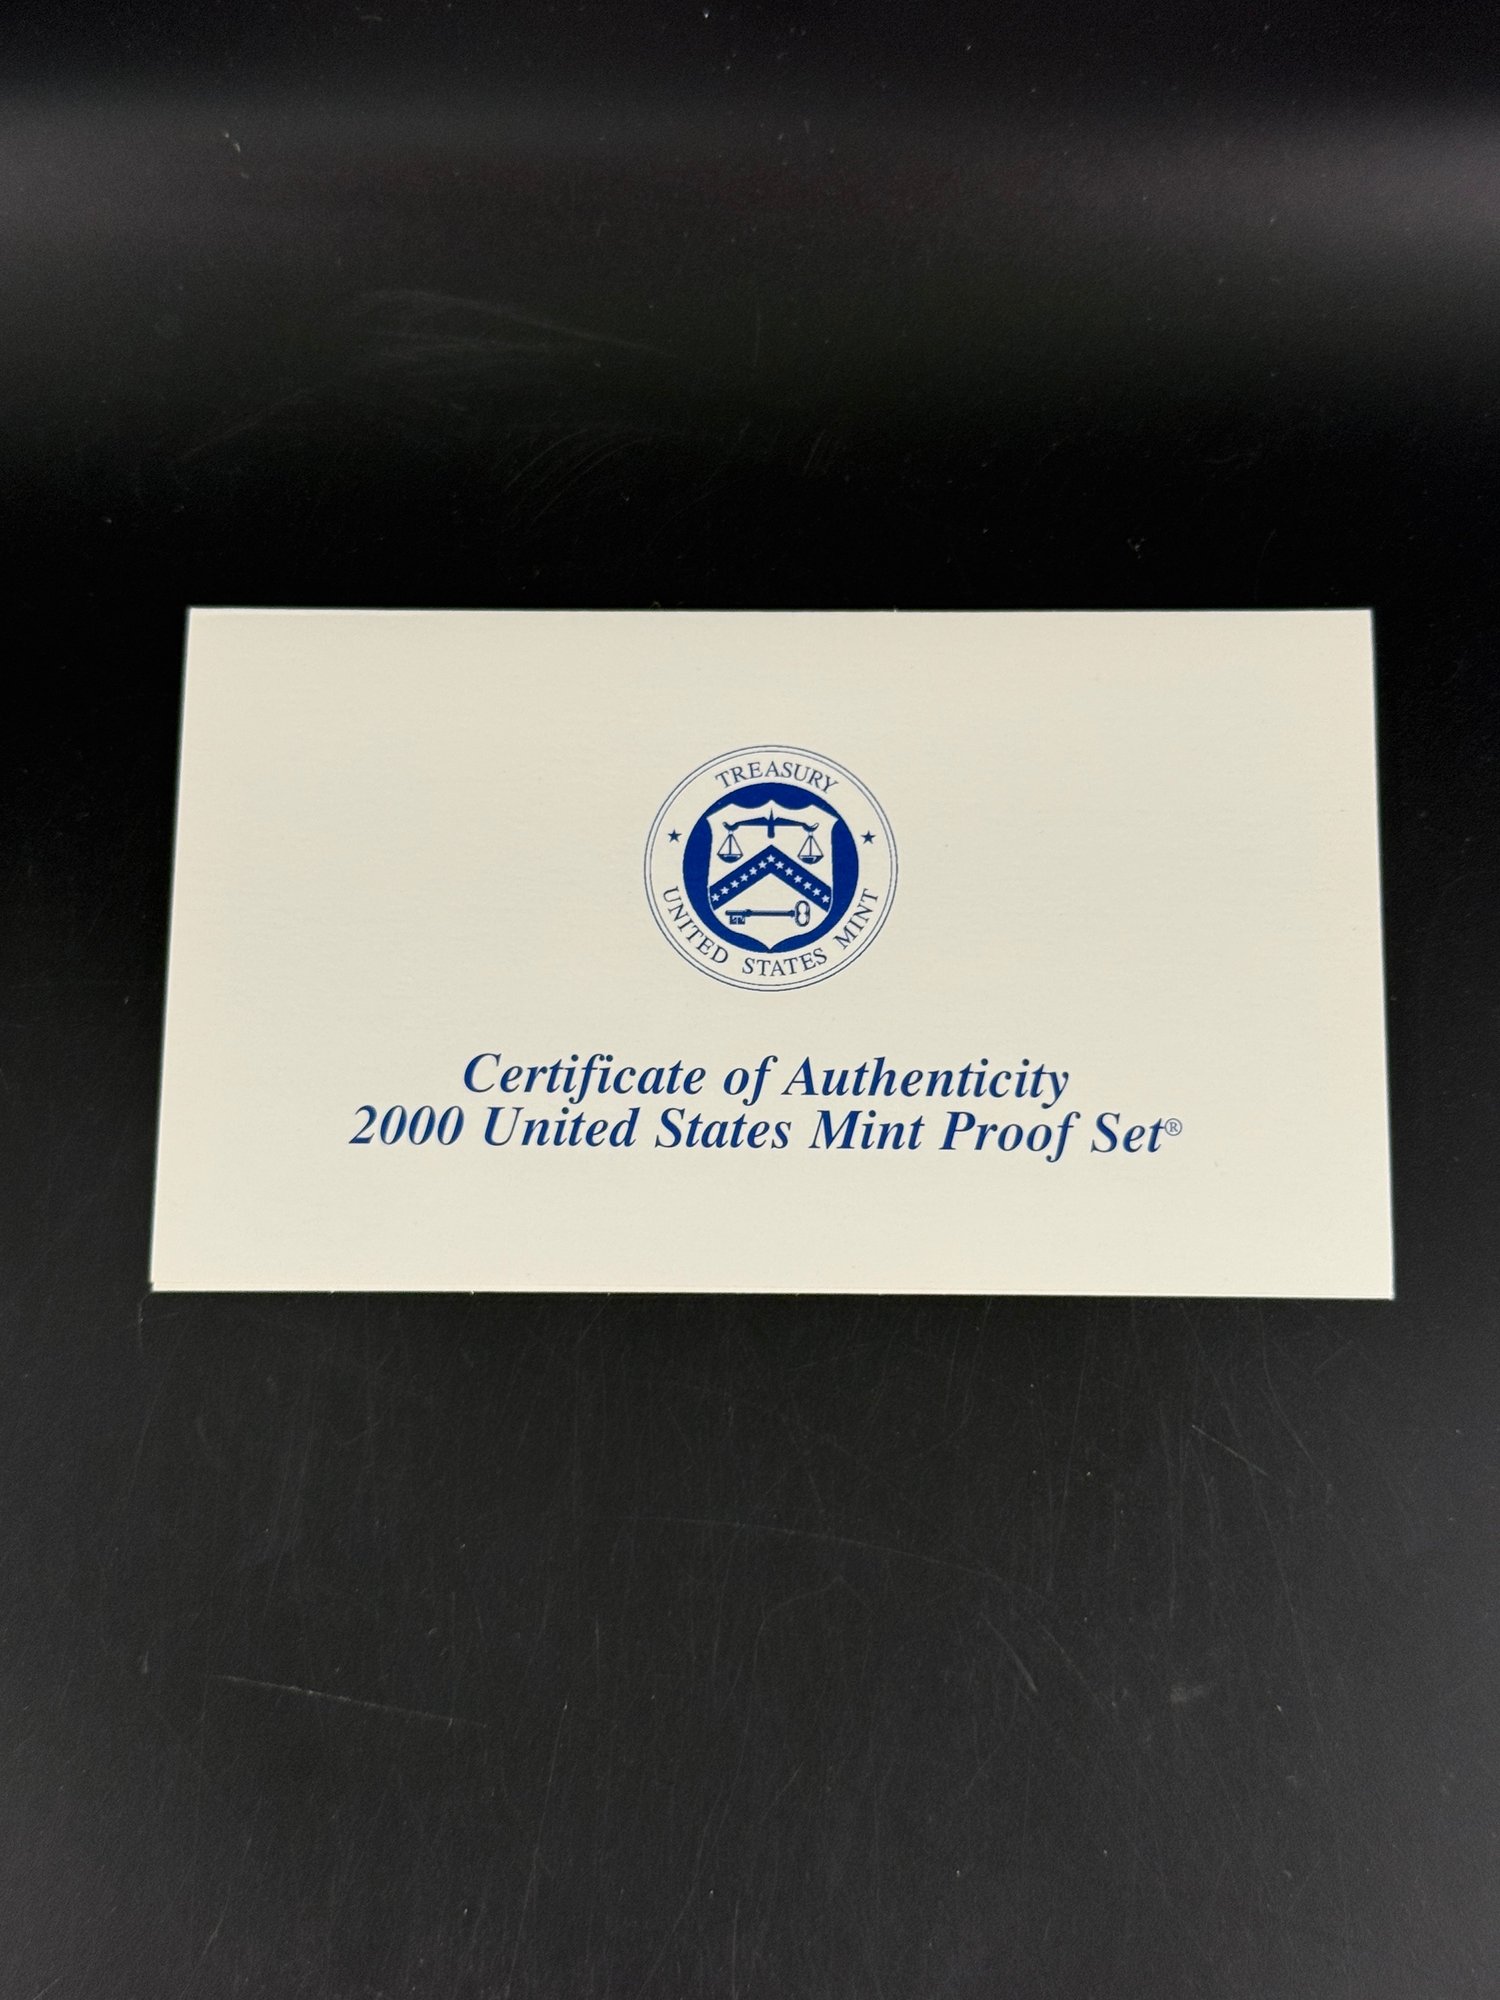 TREASURY
UNITED STATES MINT
Certificate of Authenticity
2000 United States Mint Proof Set®